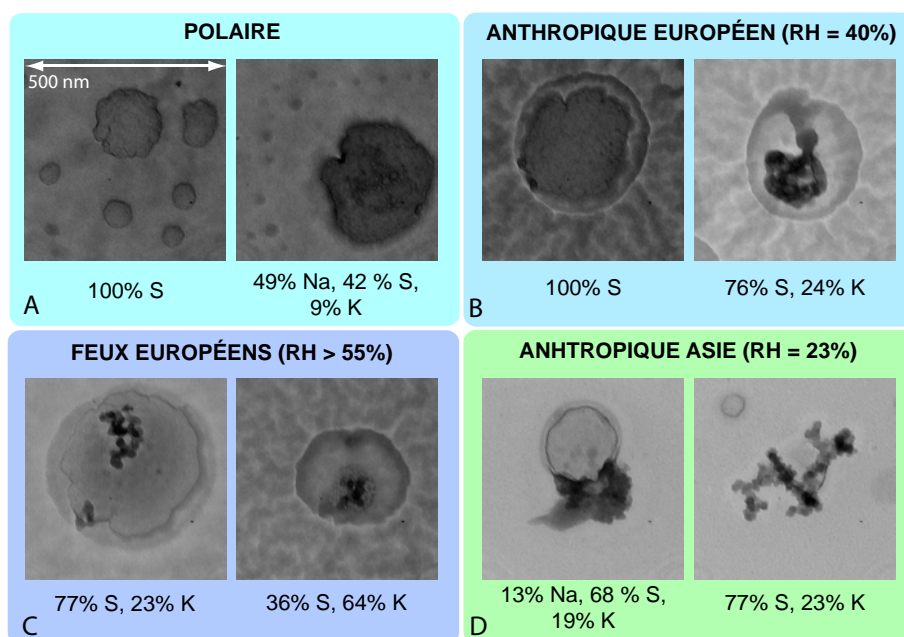 POLAIRE
500 nm
100% S
49% Na, 42 % S,
9% K
A
ANTHROPIQUE EUROPÉEN (RH = 40%)
100% S
76% S, 24% K
B
FEUX EUROPÉENS (RH > 55%)
77% S, 23% K
36% S, 64% K
C
ANHTROPIQUE ASIE (RH = 23%)
13% Na, 68 % S,
19% K
77% S, 23% K
D